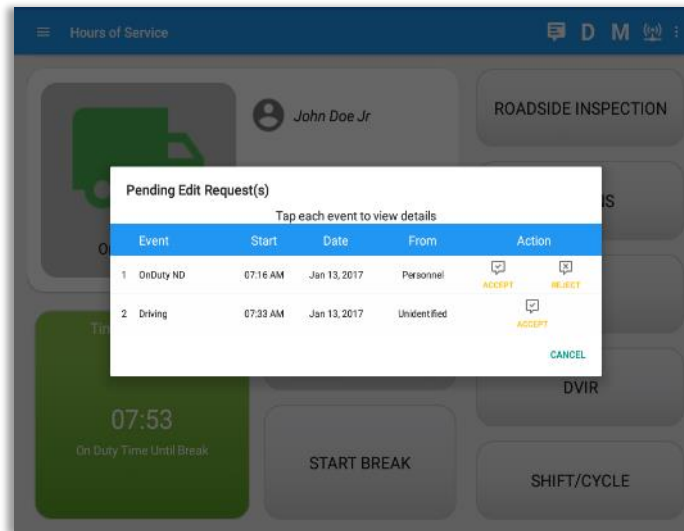 Hours of Service
D M
John Doe Jr
ROADSIDE INSPECTION
Pending Edit Request(s)
Tap each event to view details
Event Start Date From Action
1 OnDuty ND 07:16 AM Jan 13, 2017 Personnel ACCEPT REJECT
2 Driving 07:33 AM Jan 13, 2017 Unidentified ACCEPT
CANCEL
DVIR
07:53
On Duty Time Until Break
START BREAK
SHIFT/CYCLE